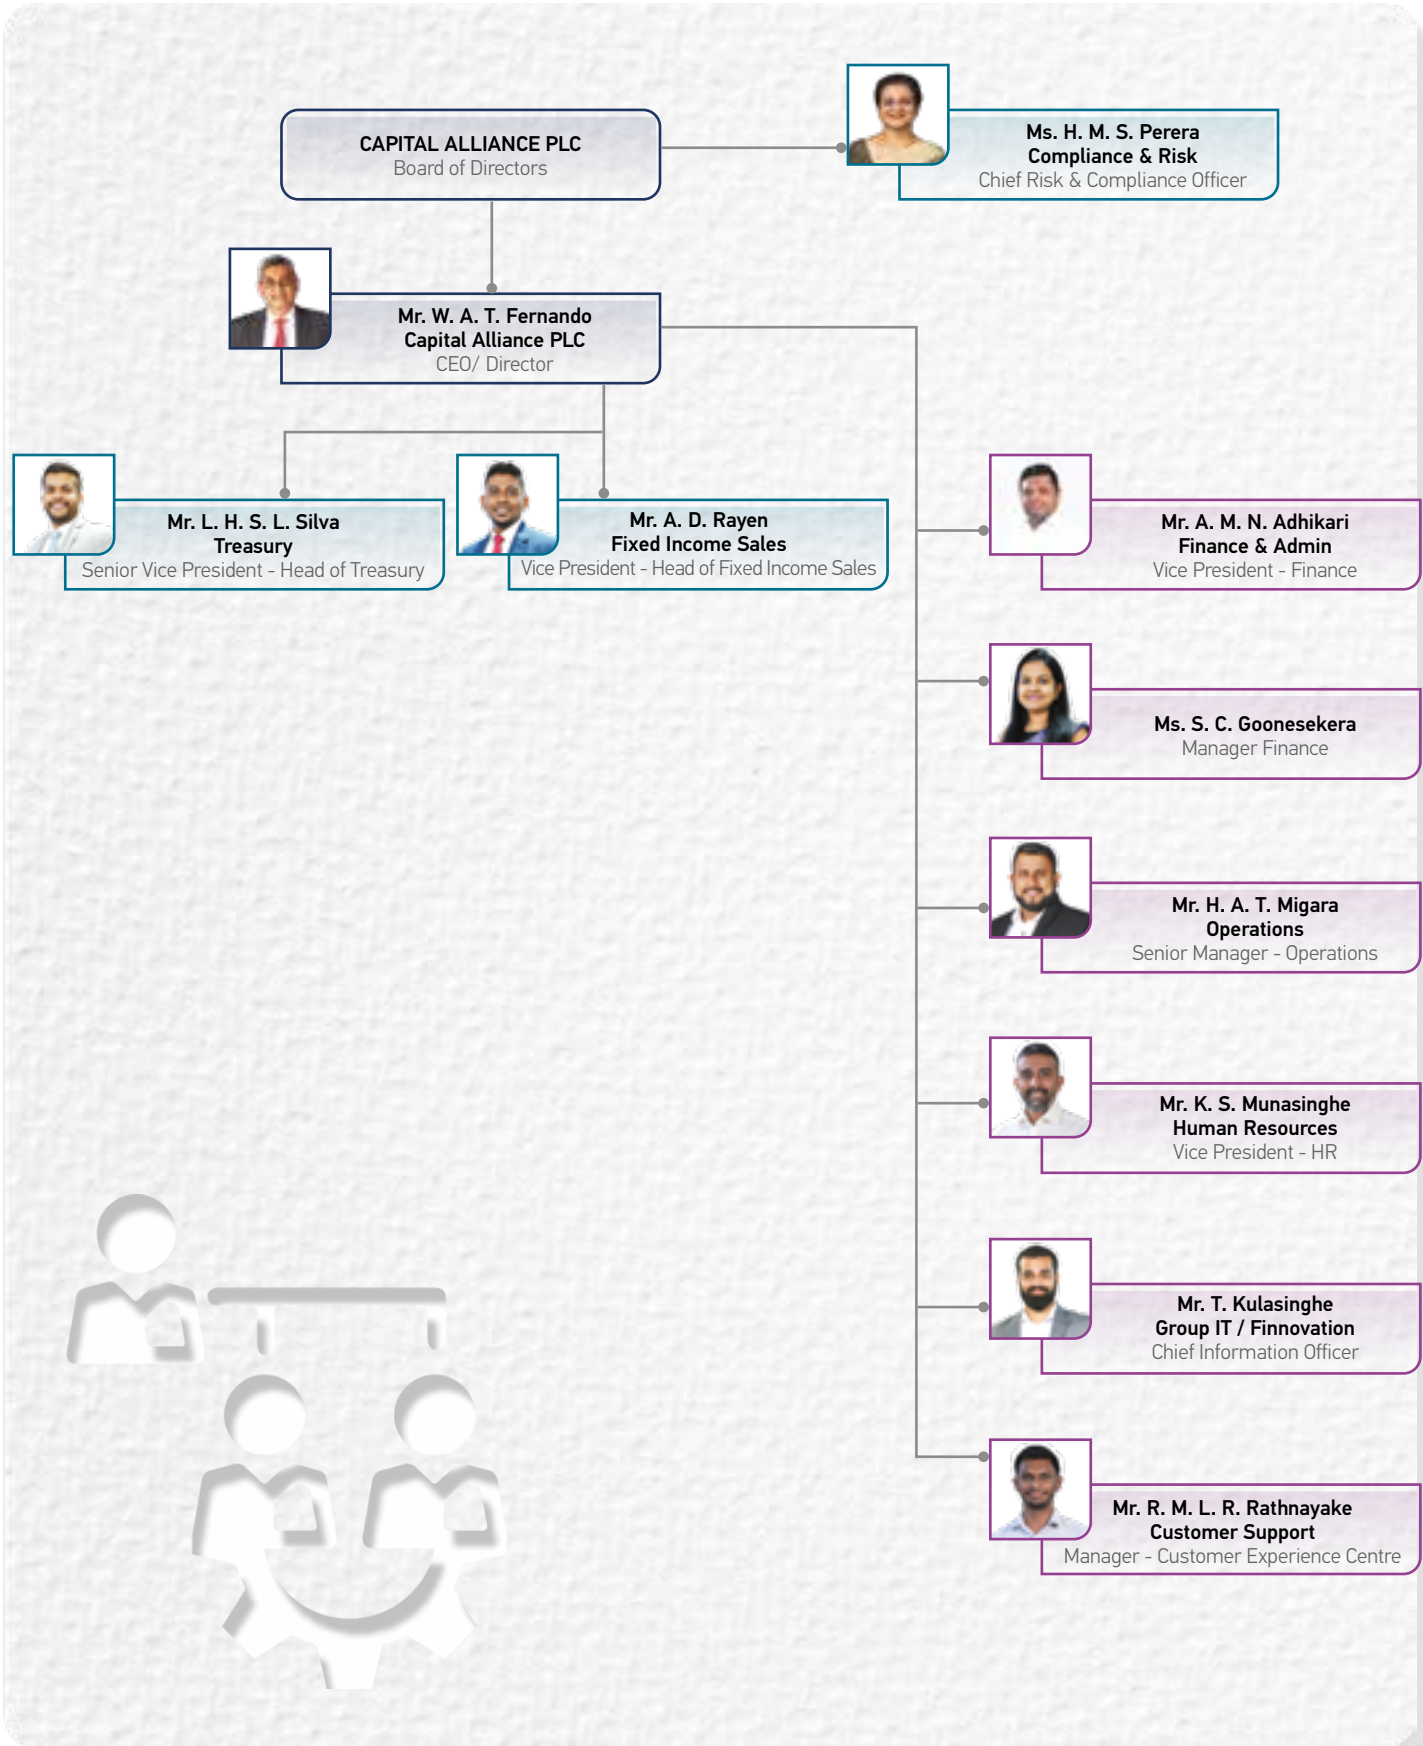 CAPITAL ALLIANCE PLC
Board of Directors
Ms. H. M. S. Perera
Compliance & Risk
Chief Risk & Compliance Officer
Mr. W. A. T. Fernando
Capital Alliance PLC
CEO/ Director
Mr. L. H. S. L. Silva
Treasury
Senior Vice President - Head of Treasury
Mr. A. D. Rayen
Fixed Income Sales
Vice President - Head of Fixed Income Sales
Mr. A. M. N. Adhikari
Finance & Admin
Vice President - Finance
Ms. S. C. Goonesekera
Manager Finance
Mr. H. A. T. Migara
Operations
Senior Manager - Operations
Mr. K. S. Munasinghe
Human Resources
Vice President - HR
Mr. T. Kulasinghe
Group IT / Finnovation
Chief Information Officer
Mr. R. M. L. R. Rathnayake
Customer Support
Manager - Customer Experience Centre